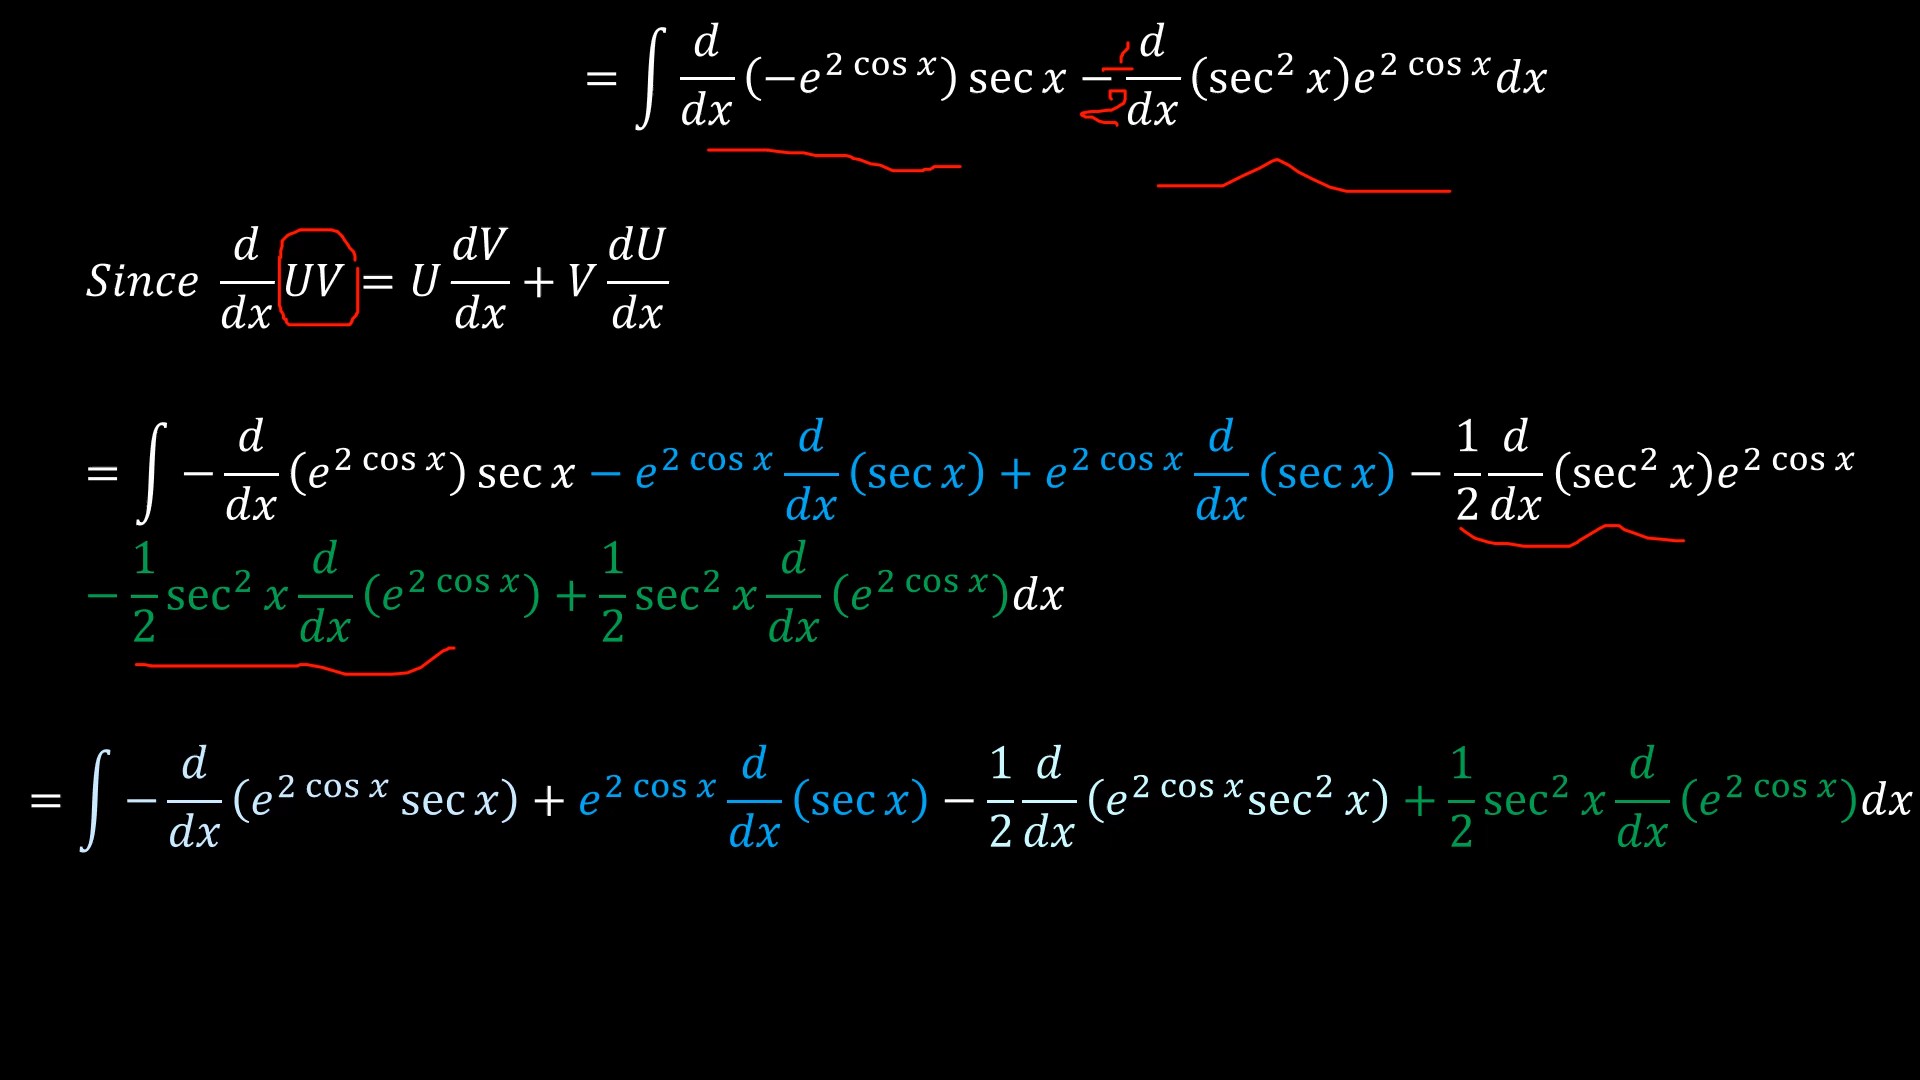 = ∫ d/dx (−e^(2 cos x)) sec x − 1/2 d/dx (sec² x)e^(2 cos x) dx
Since d/dx UV = U dV/dx + V dU/dx
= ∫ − d/dx (e^(2 cos x)) sec x − e^(2 cos x) d/dx (sec x) + e^(2 cos x) d/dx (sec x) − 1/2 d/dx (sec² x)e^(2 cos x)
− 1/2 sec² x d/dx (e^(2 cos x)) + 1/2 sec² x d/dx (e^(2 cos x)) dx
= ∫ − d/dx (e^(2 cos x) sec x) + e^(2 cos x) d/dx (sec x) − 1/2 d/dx (e^(2 cos x) sec² x) + 1/2 sec² x d/dx (e^(2 cos x)) dx